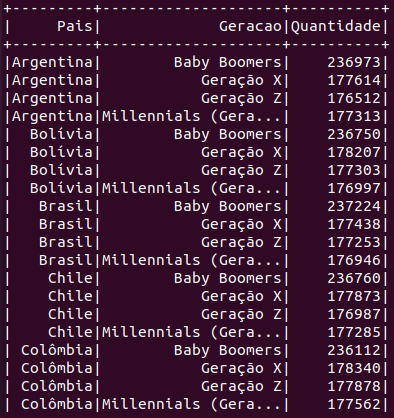 +---------+--------------------+----------+
|     Pais|             Geracao|Quantidade|
+---------+--------------------+----------+
|Argentina|        Baby Boomers|    236973|
|Argentina|           Geração X|    177614|
|Argentina|           Geração Z|    176512|
|Argentina|Millennials (Gera...|    177313|
|  Bolívia|        Baby Boomers|    236750|
|  Bolívia|           Geração X|    178207|
|  Bolívia|           Geração Z|    177303|
|  Bolívia|Millennials (Gera...|    176997|
|   Brasil|        Baby Boomers|    237224|
|   Brasil|           Geração X|    177438|
|   Brasil|           Geração Z|    177253|
|   Brasil|Millennials (Gera...|    176946|
|    Chile|        Baby Boomers|    236760|
|    Chile|           Geração X|    177873|
|    Chile|           Geração Z|    176987|
|    Chile|Millennials (Gera...|    177285|
| Colômbia|        Baby Boomers|    236112|
| Colômbia|           Geração X|    178340|
| Colômbia|           Geração Z|    177878|
| Colômbia|Millennials (Gera...|    177562|